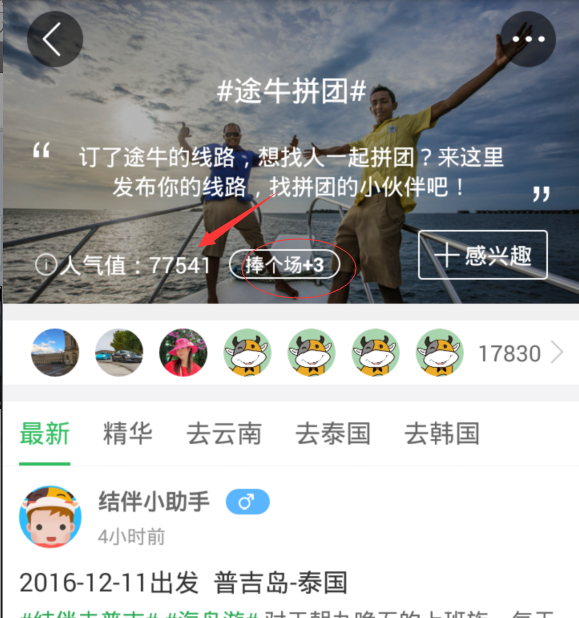 #途牛拼团#
“ 订了途牛的线路，想找人一起拼团？来这里
发布你的线路，找拼团的小伙伴吧！ ”
人气值：77541 捧个场+3 感兴趣
17830
最新 精华 去云南 去泰国 去韩国
结伴小助手
4小时前
2016-12-11出发 普吉岛-泰国